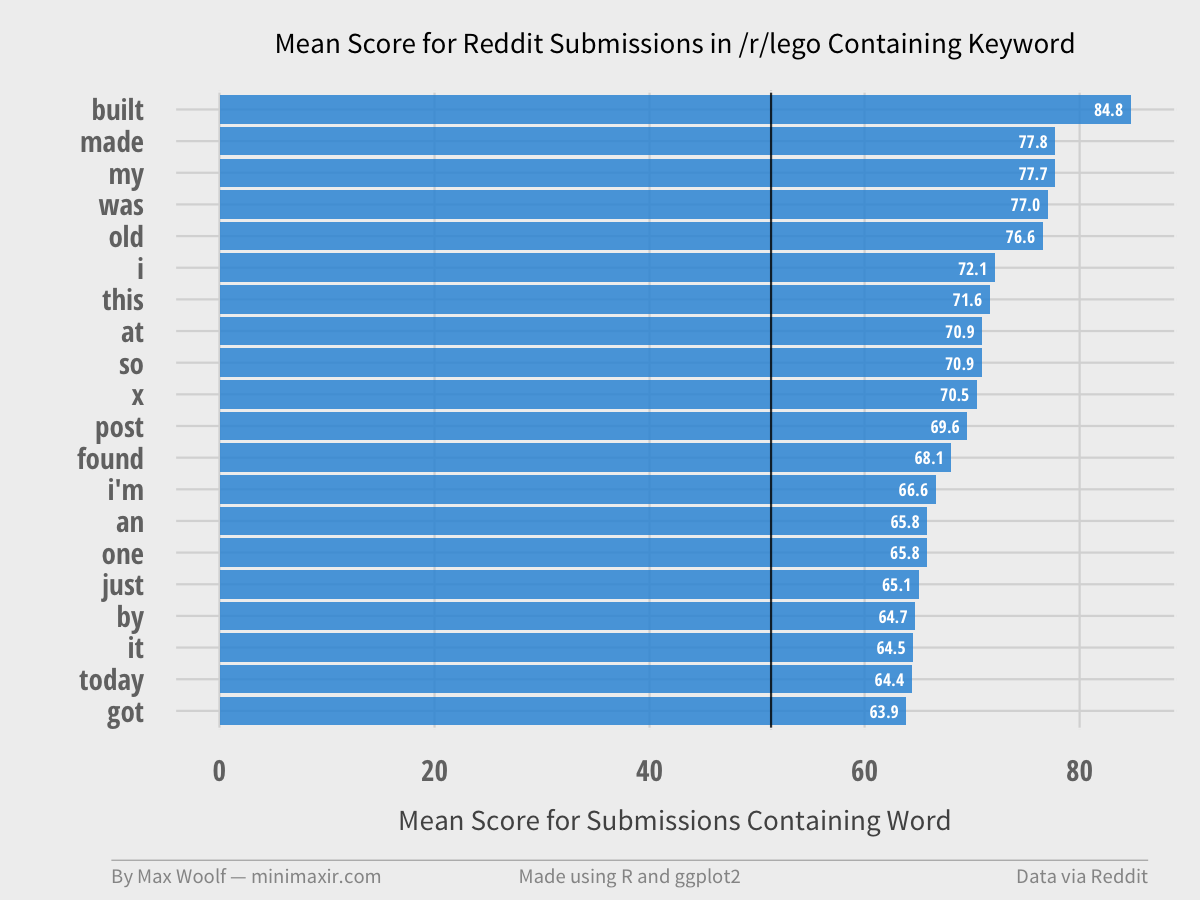 Mean Score for Reddit Submissions in /r/lego Containing Keyword
built 84.8
made 77.8
my 77.7
was 77.0
old 76.6
i 72.1
this 71.6
at 70.9
so 70.9
x 70.5
post 69.6
found 68.1
i'm 66.6
an 65.8
one 65.8
just 65.1
by 64.7
it 64.5
today 64.4
got 63.9
0 20 40 60 80
Mean Score for Submissions Containing Word
By Max Woolf — minimaxir.com Made using R and ggplot2 Data via Reddit